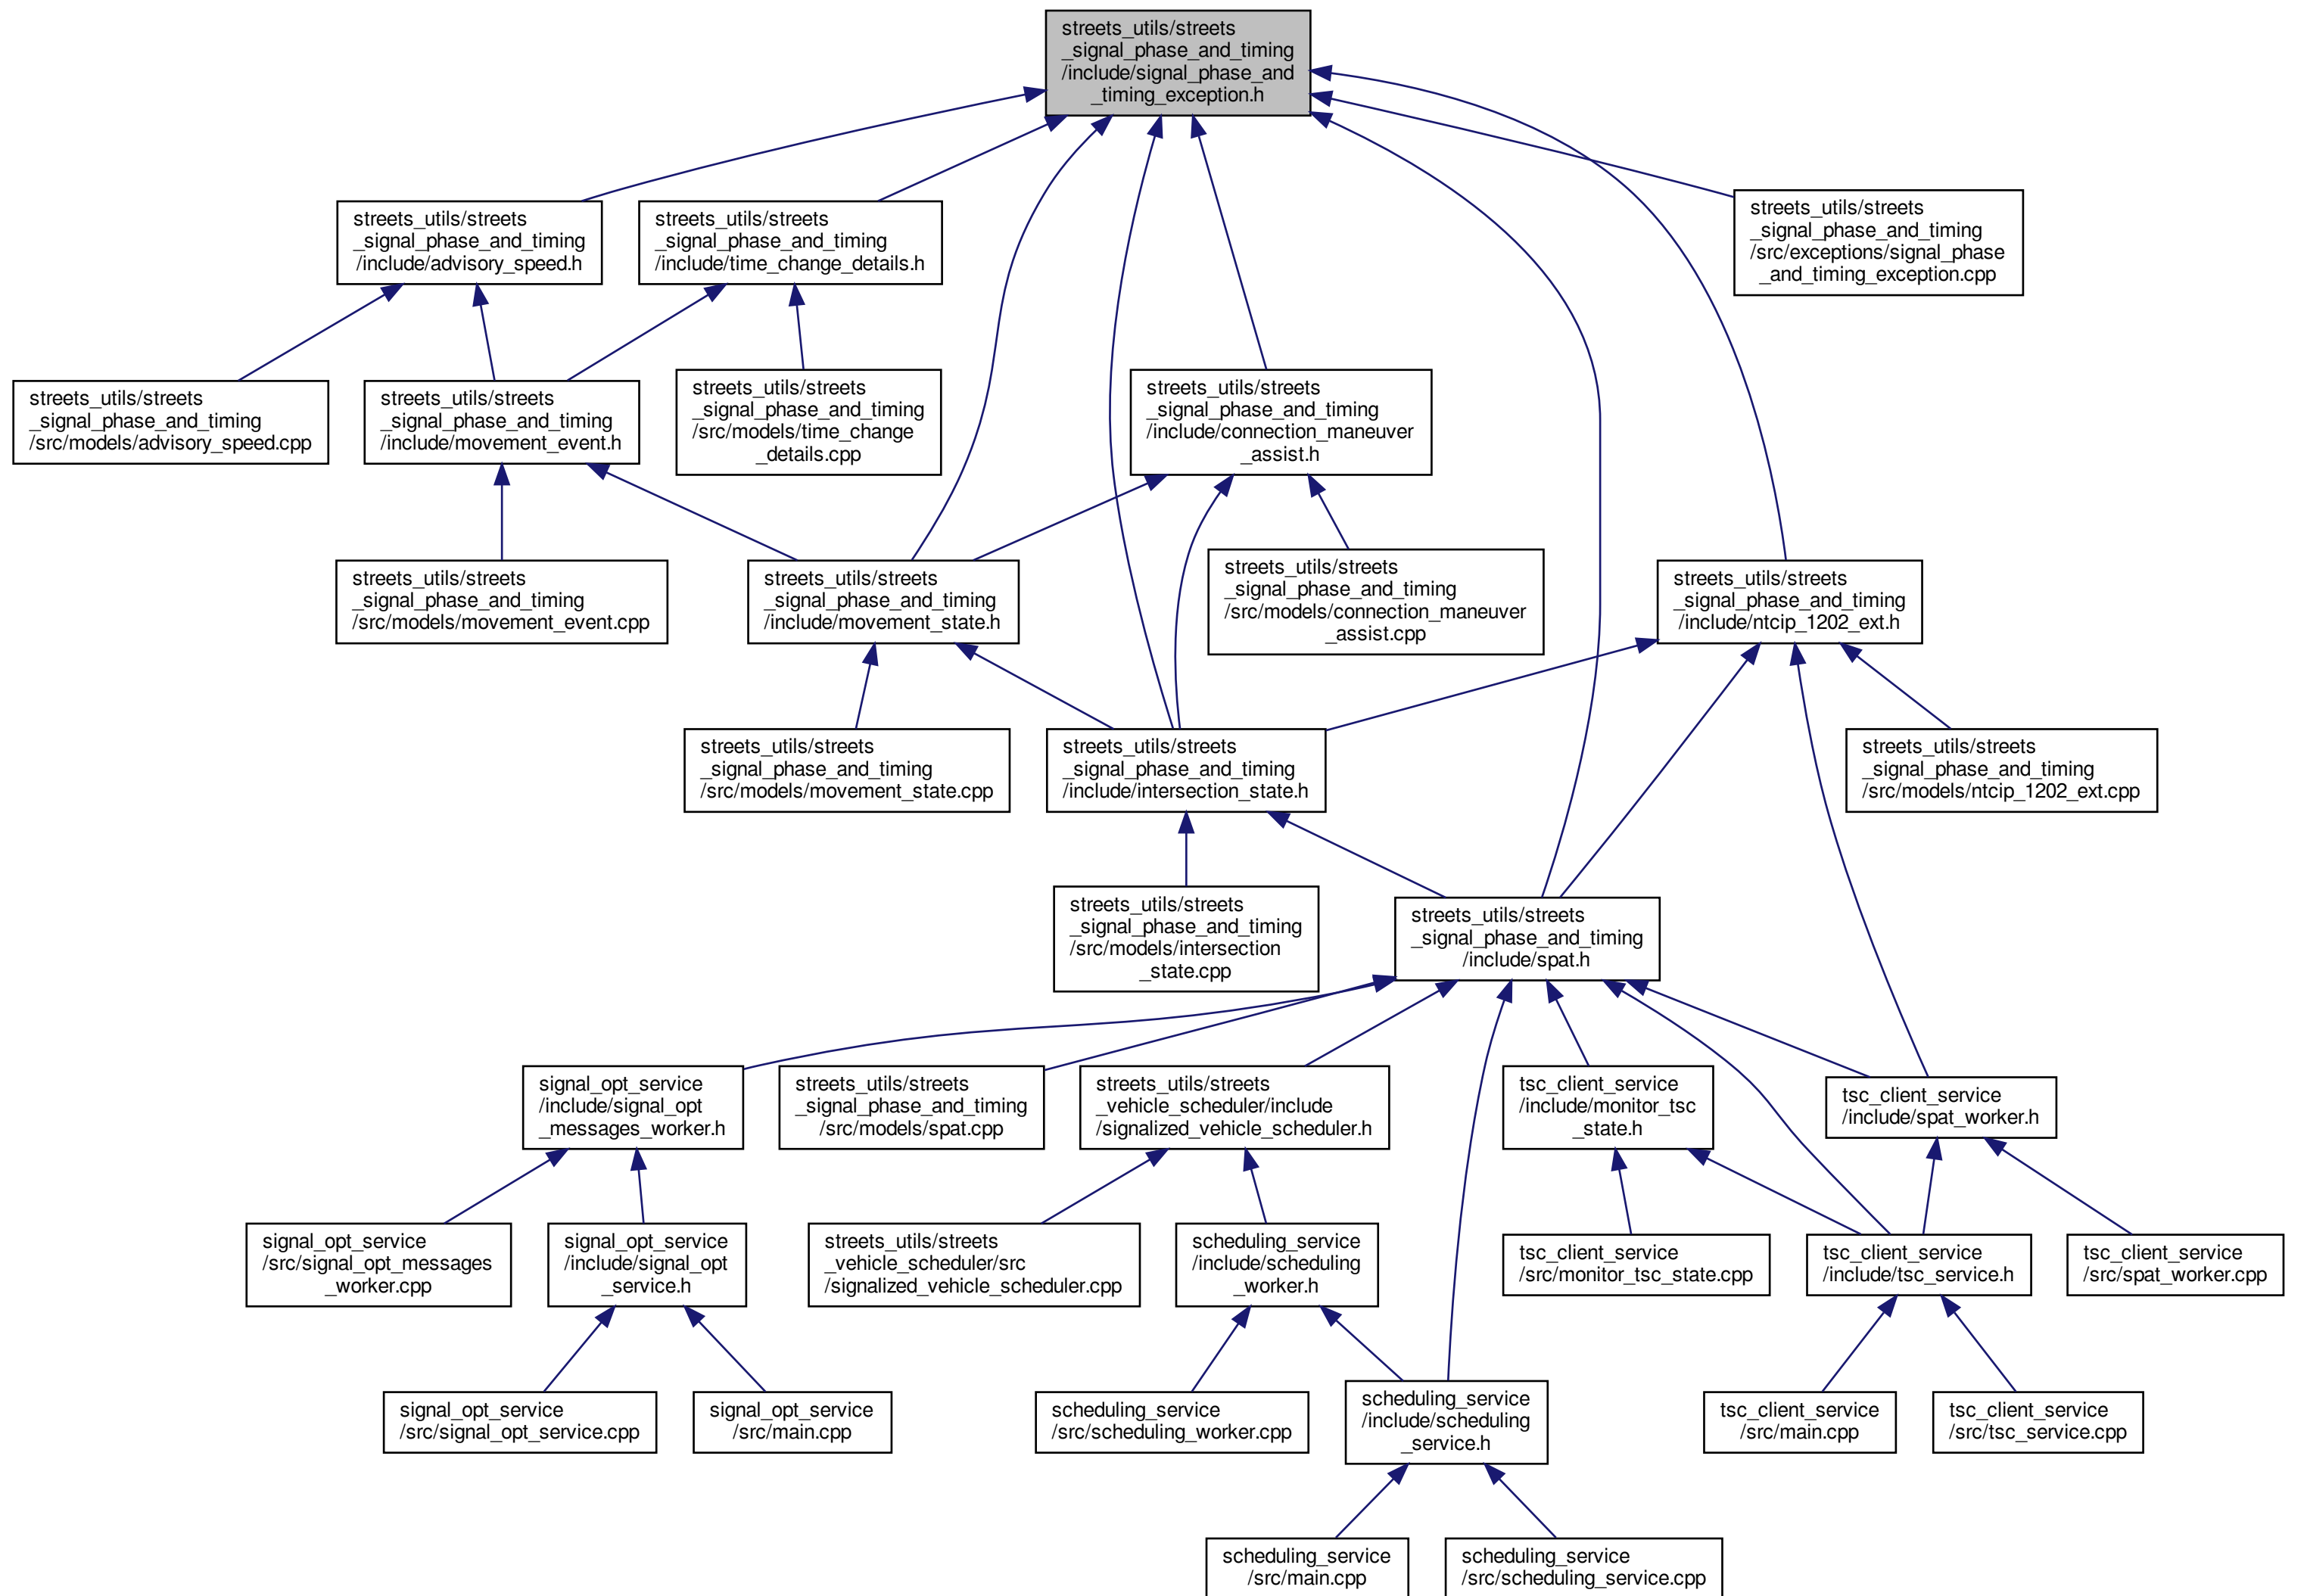 streets_utils/streets
_signal_phase_and_timing
/include/signal_phase_and
_timing_exception.h
streets_utils/streets
_signal_phase_and_timing
/include/advisory_speed.h
streets_utils/streets
_signal_phase_and_timing
/include/time_change_details.h
streets_utils/streets
_signal_phase_and_timing
/src/exceptions/signal_phase
_and_timing_exception.cpp
streets_utils/streets
_signal_phase_and_timing
/src/models/advisory_speed.cpp
streets_utils/streets
_signal_phase_and_timing
/include/movement_event.h
streets_utils/streets
_signal_phase_and_timing
/src/models/time_change
_details.cpp
streets_utils/streets
_signal_phase_and_timing
/include/connection_maneuver
_assist.h
streets_utils/streets
_signal_phase_and_timing
/src/models/movement_event.cpp
streets_utils/streets
_signal_phase_and_timing
/include/movement_state.h
streets_utils/streets
_signal_phase_and_timing
/src/models/connection_maneuver
_assist.cpp
streets_utils/streets
_signal_phase_and_timing
/include/ntcip_1202_ext.h
streets_utils/streets
_signal_phase_and_timing
/src/models/movement_state.cpp
streets_utils/streets
_signal_phase_and_timing
/include/intersection_state.h
streets_utils/streets
_signal_phase_and_timing
/src/models/ntcip_1202_ext.cpp
streets_utils/streets
_signal_phase_and_timing
/src/models/intersection
_state.cpp
streets_utils/streets
_signal_phase_and_timing
/include/spat.h
signal_opt_service
/include/signal_opt
_messages_worker.h
streets_utils/streets
_signal_phase_and_timing
/src/models/spat.cpp
streets_utils/streets
_vehicle_scheduler/include
/signalized_vehicle_scheduler.h
tsc_client_service
/include/monitor_tsc
_state.h
tsc_client_service
/include/spat_worker.h
signal_opt_service
/src/signal_opt_messages
_worker.cpp
signal_opt_service
/include/signal_opt
_service.h
streets_utils/streets
_vehicle_scheduler/src
/signalized_vehicle_scheduler.cpp
scheduling_service
/include/scheduling
_worker.h
tsc_client_service
/src/monitor_tsc_state.cpp
tsc_client_service
/include/tsc_service.h
tsc_client_service
/src/spat_worker.cpp
signal_opt_service
/src/signal_opt_service.cpp
signal_opt_service
/src/main.cpp
scheduling_service
/src/scheduling_worker.cpp
scheduling_service
/include/scheduling
_service.h
tsc_client_service
/src/main.cpp
tsc_client_service
/src/tsc_service.cpp
scheduling_service
/src/main.cpp
scheduling_service
/src/scheduling_service.cpp